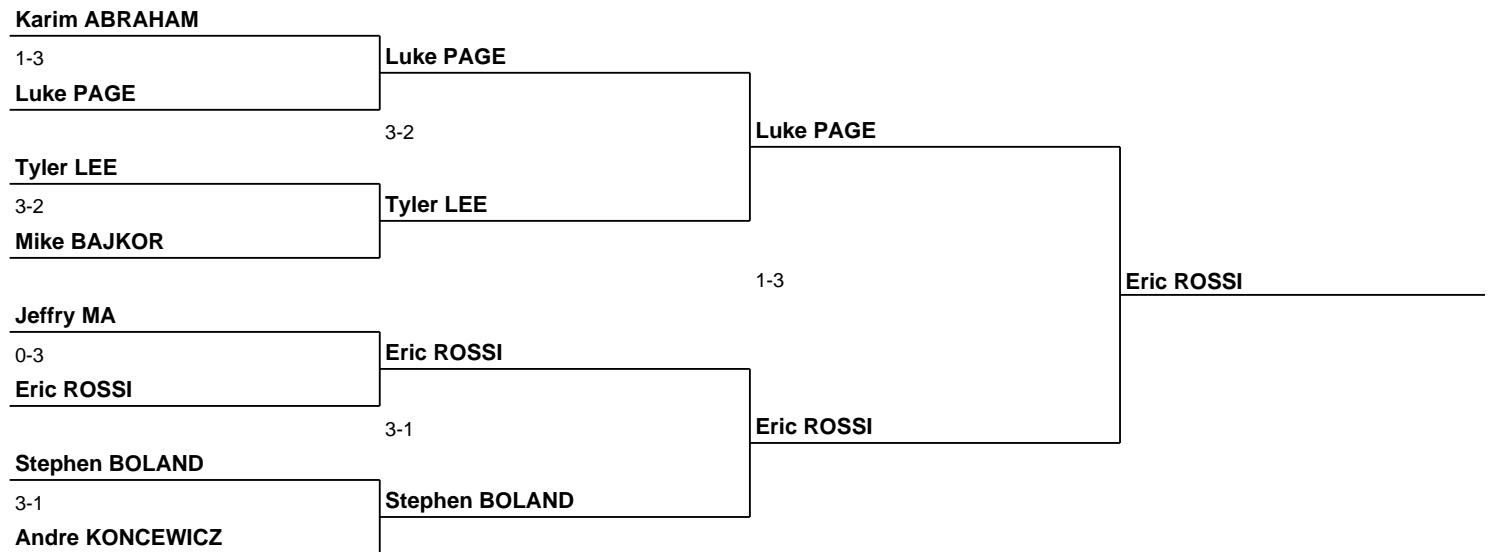 Karim ABRAHAM
1-3
Luke PAGE
Luke PAGE
3-2
Luke PAGE
Tyler LEE
3-2
Tyler LEE
Mike BAJKOR
1-3
Eric ROSSI
Jeffry MA
0-3
Eric ROSSI
Eric ROSSI
3-1
Eric ROSSI
Stephen BOLAND
3-1
Stephen BOLAND
Andre KONCEWICZ